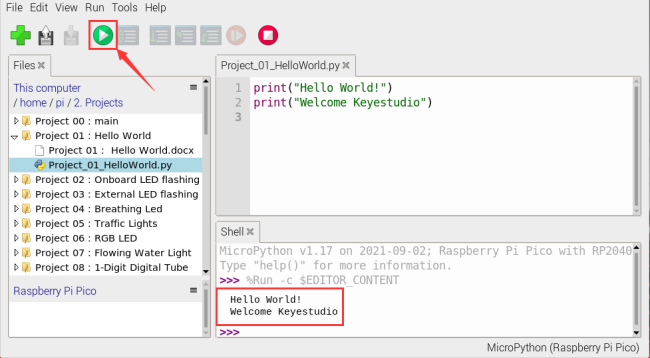 File Edit View Run Tools Help
Files
This computer
/ home / pi / 2. Projects
Project 00 : main
Project 01 : Hello World
Project 01 : Hello World.docx
Project_01_HelloWorld.py
Project 02 : Onboard LED flashing
Project 03 : External LED flashing
Project 04 : Breathing Led
Project 05 : Traffic Lights
Project 06 : RGB LED
Project 07 : Flowing Water Light
Project 08 : 1-Digit Digital Tube
Raspberry Pi Pico
Project_01_HelloWorld.py
1 print("Hello World!")
2 print("Welcome Keyestudio")
3
Shell
MicroPython v1.17 on 2021-09-02; Raspberry Pi Pico with RP2040
Type "help()" for more information.
>>> %Run -c $EDITOR_CONTENT
Hello World!
Welcome Keyestudio
>>>
MicroPython (Raspberry Pi Pico)